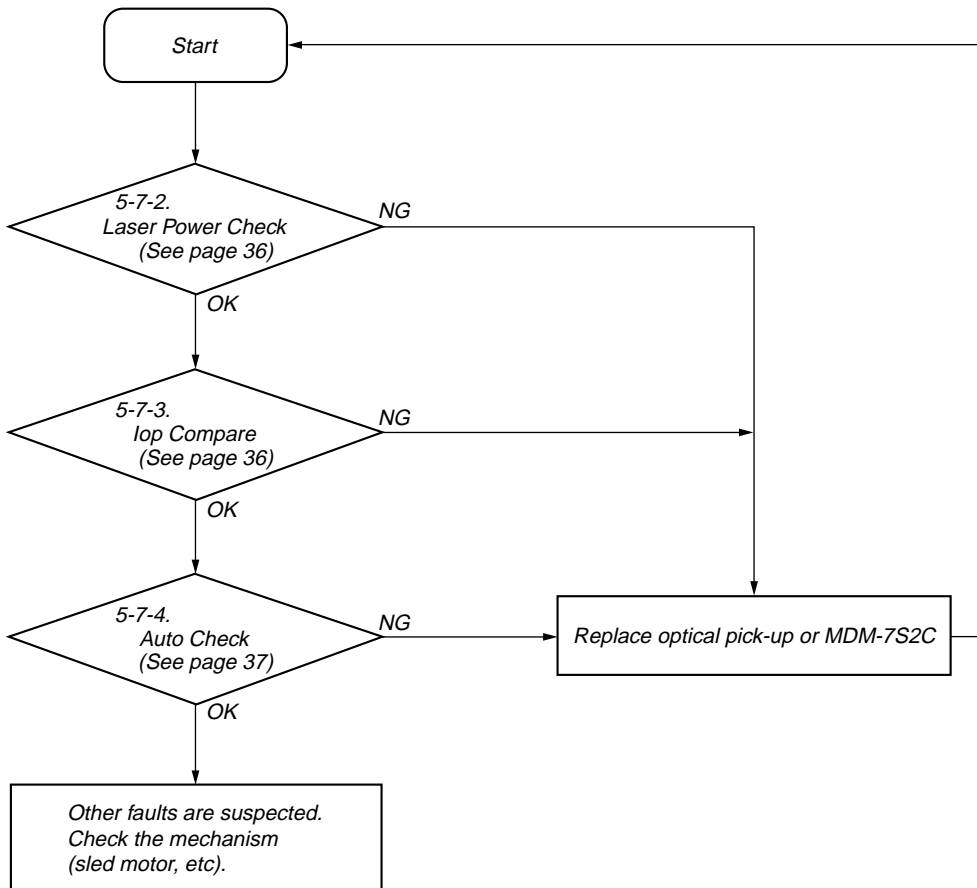 Start
5-7-2.
Laser Power Check
(See page 36)
NG
OK
5-7-3.
Iop Compare
(See page 36)
NG
OK
5-7-4.
Auto Check
(See page 37)
NG
Replace optical pick-up or MDM-7S2C
OK
Other faults are suspected.
Check the mechanism
(sled motor, etc).